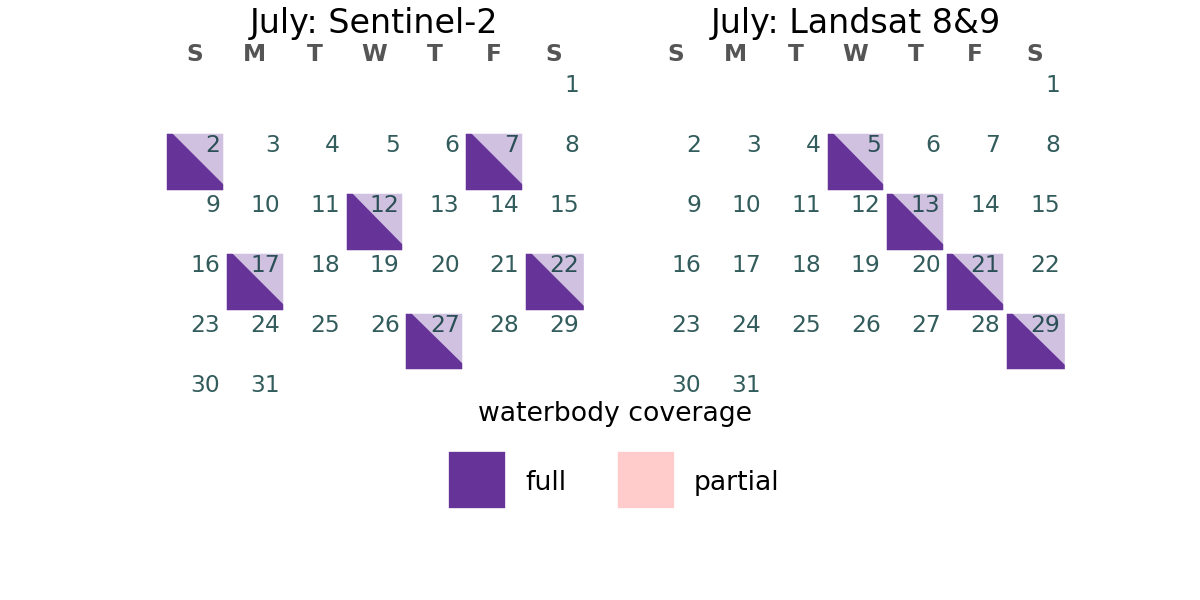 July: Sentinel-2
S M T W T F S
1
2 3 4 5 6 7 8
9 10 11 12 13 14 15
16 17 18 19 20 21 22
23 24 25 26 27 28 29
30 31
July: Landsat 8&9
S M T W T F S
1
2 3 4 5 6 7 8
9 10 11 12 13 14 15
16 17 18 19 20 21 22
23 24 25 26 27 28 29
30 31
waterbody coverage
full
partial